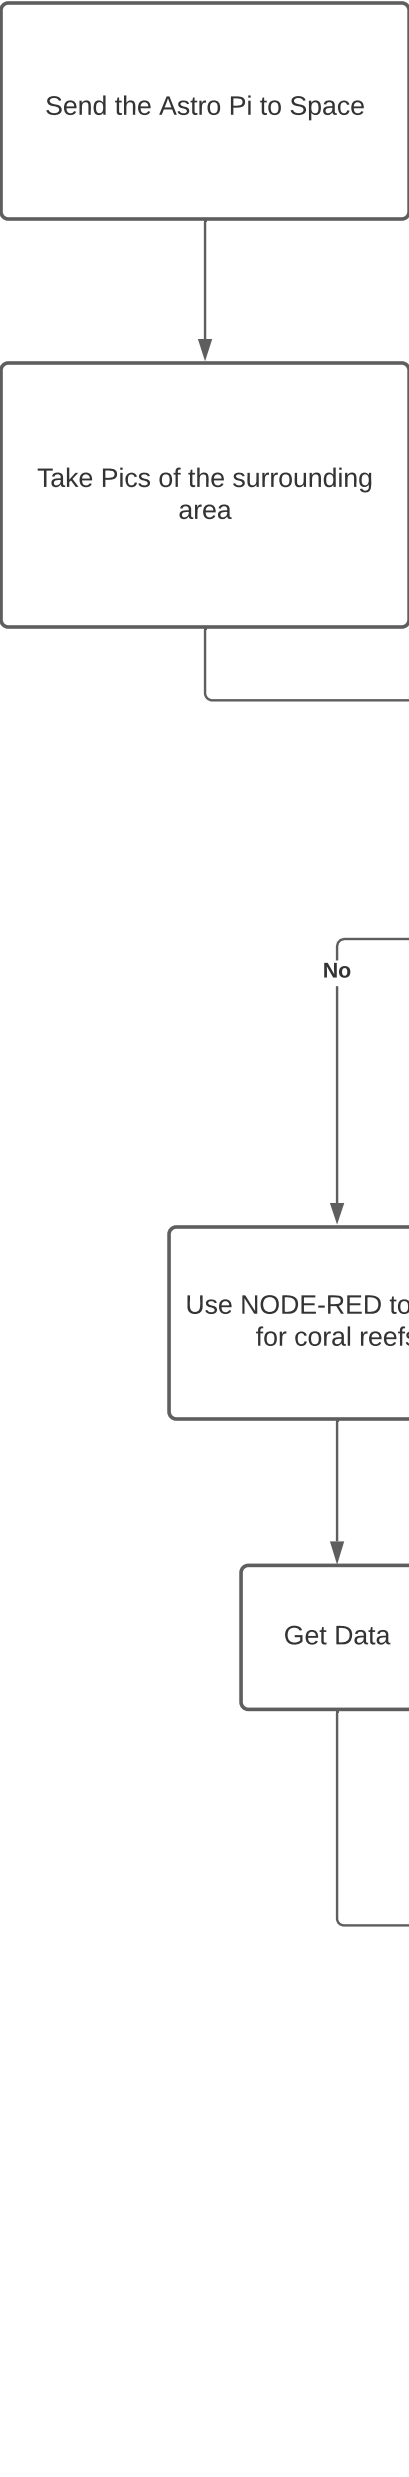 Send the Astro Pi to Space
Take Pics of the surrounding
area
No
Use NODE-RED to
for coral
Get Data